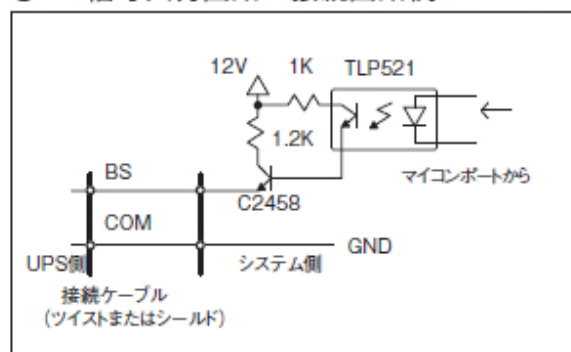 12V
1K
TLP521
1.2K
BS
C2458
マイコンポートから
COM
GND
UPS側
システム側
接続ケーブル
(ツイストまたはシールド)